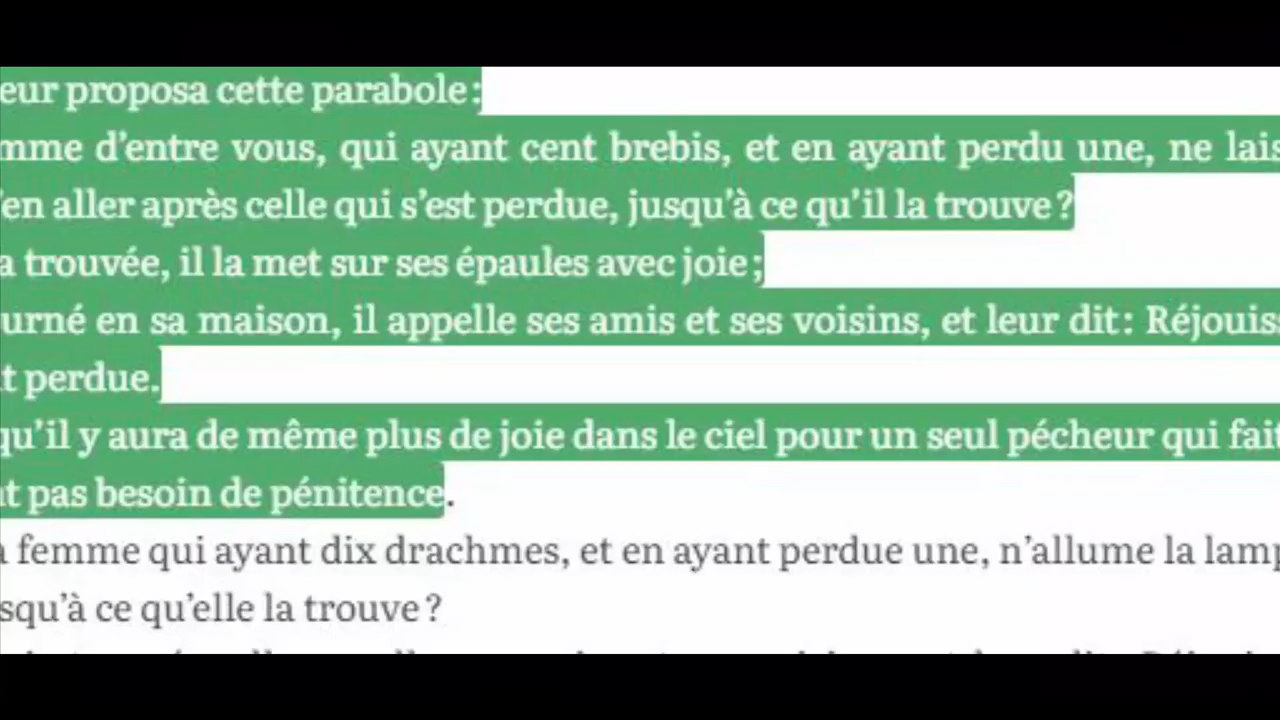 eur proposa cette parabole :
mme d’entre vous, qui ayant cent brebis, et en ayant perdu une, ne lais
’en aller après celle qui s’est perdue, jusqu’à ce qu’il la trouve ?
a trouvée, il la met sur ses épaules avec joie ;
urné en sa maison, il appelle ses amis et ses voisins, et leur dit : Réjouis
t perdue.
qu’il y aura de même plus de joie dans le ciel pour un seul pécheur qui fait
nt pas besoin de pénitence.
a femme qui ayant dix drachmes, et en ayant perdue une, n’allume la lamp
squ’à ce qu’elle la trouve ?